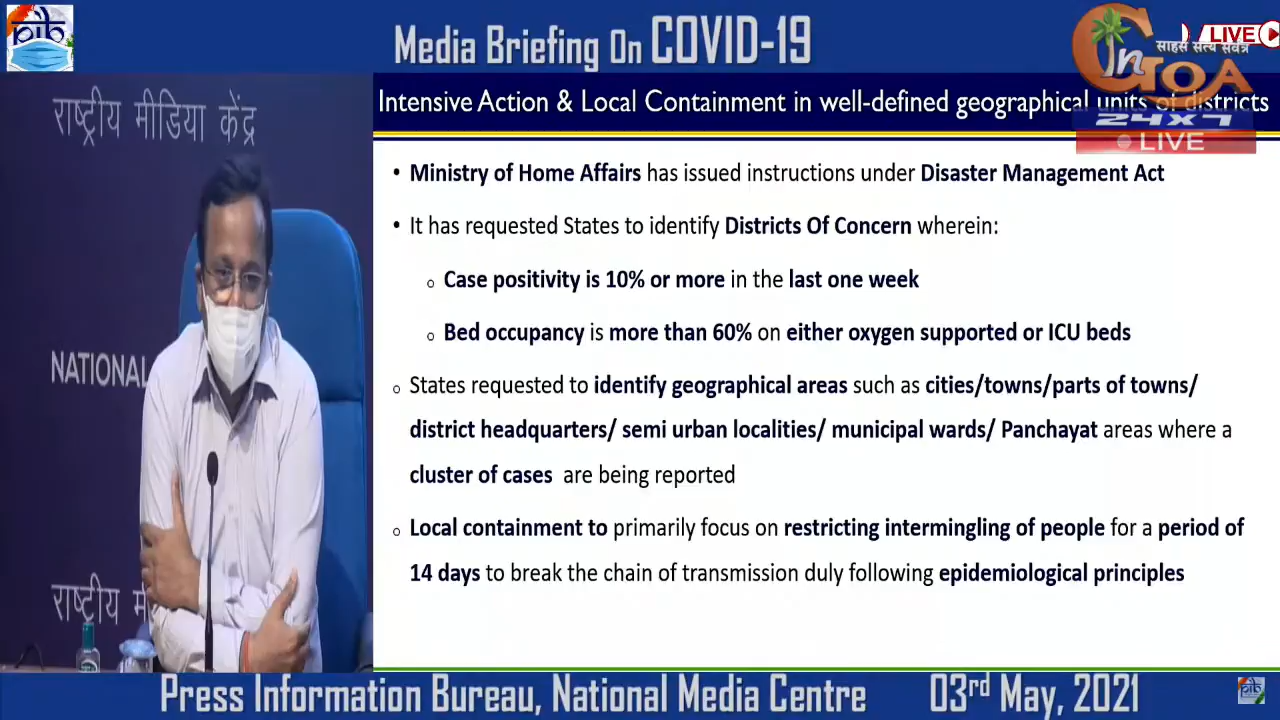 pib
Media Briefing On COVID-19
LIVE
साहस सत्य सर्वत्र
In GOA
24x7
LIVE
Intensive Action & Local Containment in well-defined geographical units of districts
राष्ट्रीय मीडिया केंद्र
NATIONAL
राष्ट्रीय मी
• Ministry of Home Affairs has issued instructions under Disaster Management Act
• It has requested States to identify Districts Of Concern wherein:
o Case positivity is 10% or more in the last one week
o Bed occupancy is more than 60% on either oxygen supported or ICU beds
o States requested to identify geographical areas such as cities/towns/parts of towns/
district headquarters/ semi urban localities/ municipal wards/ Panchayat areas where a
cluster of cases are being reported
o Local containment to primarily focus on restricting intermingling of people for a period of
14 days to break the chain of transmission duly following epidemiological principles
Press Information Bureau, National Media Centre 03rd May, 2021
pib